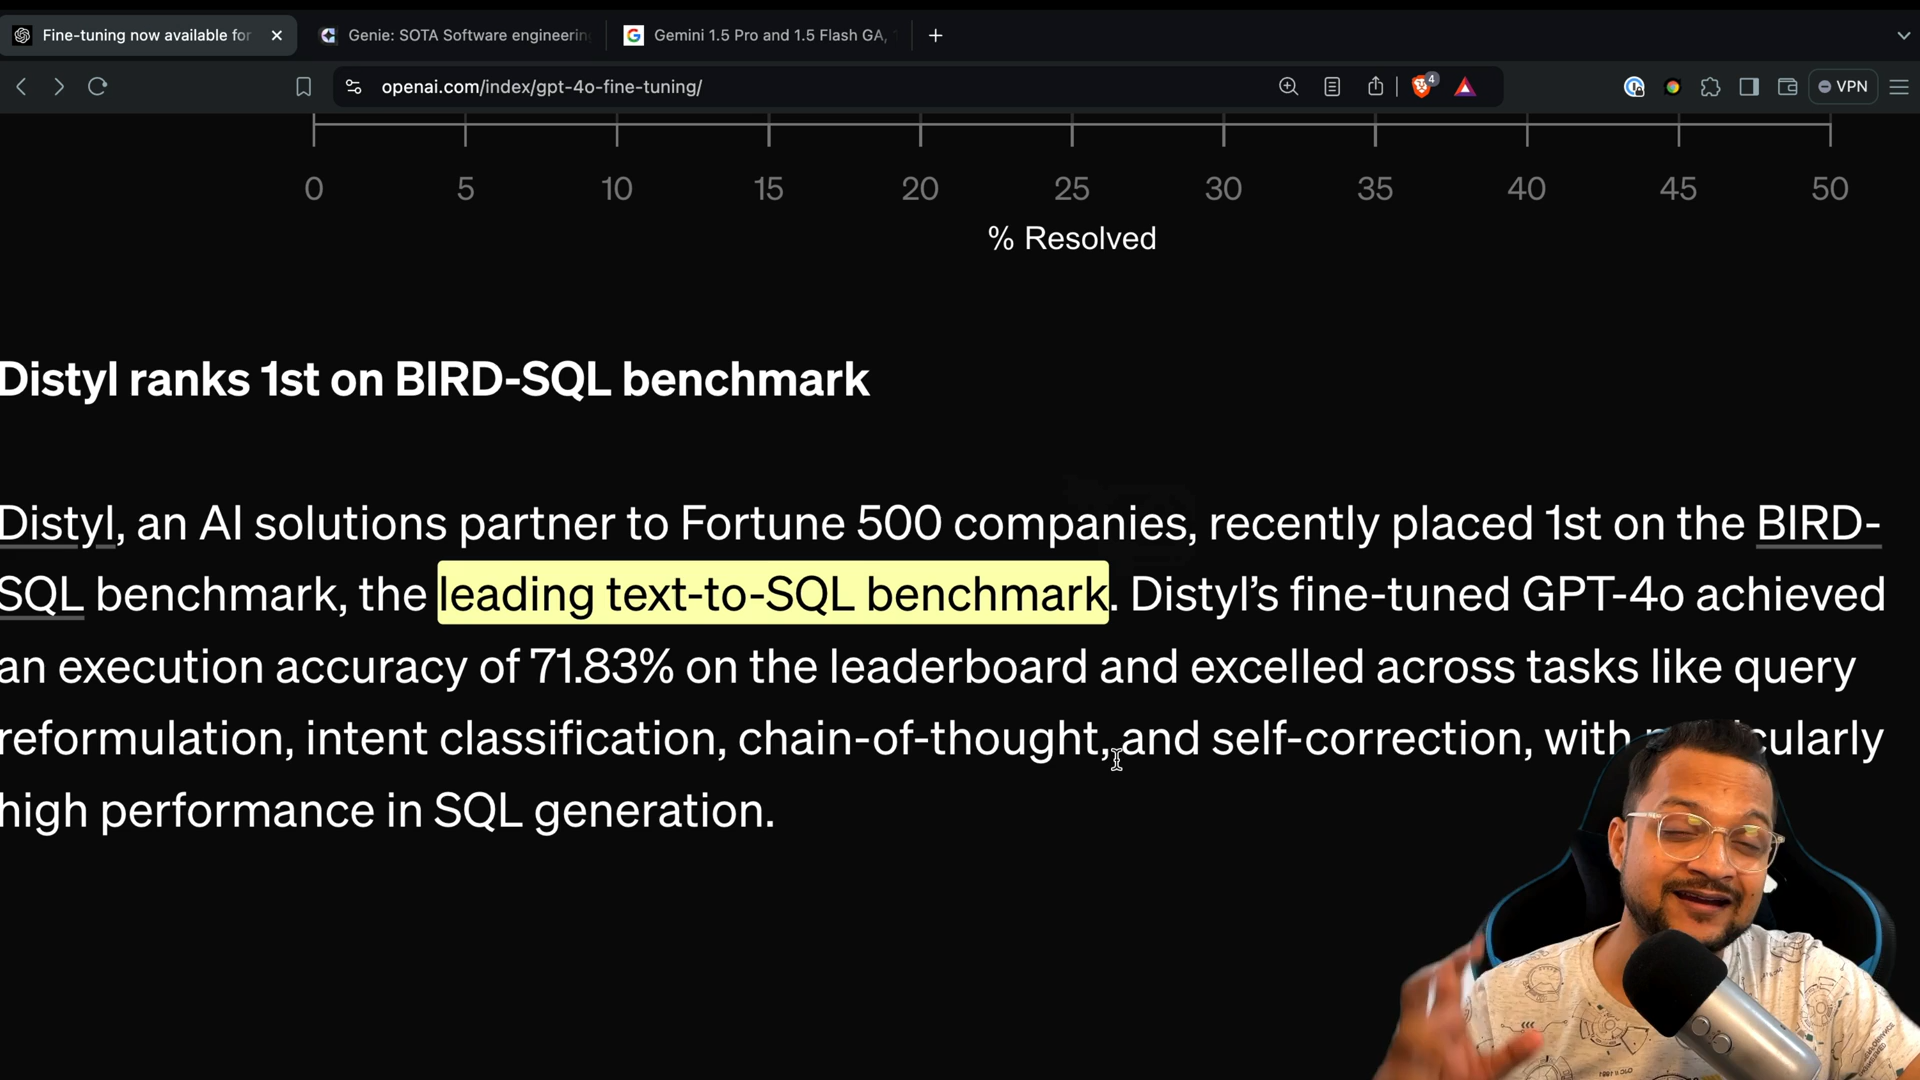 Fine-tuning now available for
Genie: SOTA Software engineerin
Gemini 1.5 Pro and 1.5 Flash GA,
openai.com/index/gpt-4o-fine-tuning/
4
VPN
0 5 10 15 20 25 30 35 40 45 50
% Resolved
Distyl ranks 1st on BIRD-SQL benchmark
Distyl, an AI solutions partner to Fortune 500 companies, recently placed 1st on the BIRD-
SQL benchmark, the leading text-to-SQL benchmark. Distyl’s fine-tuned GPT-4o achieved
an execution accuracy of 71.83% on the leaderboard and excelled across tasks like query
reformulation, intent classification, chain-of-thought, and self-correction, with
high performance in SQL generation.